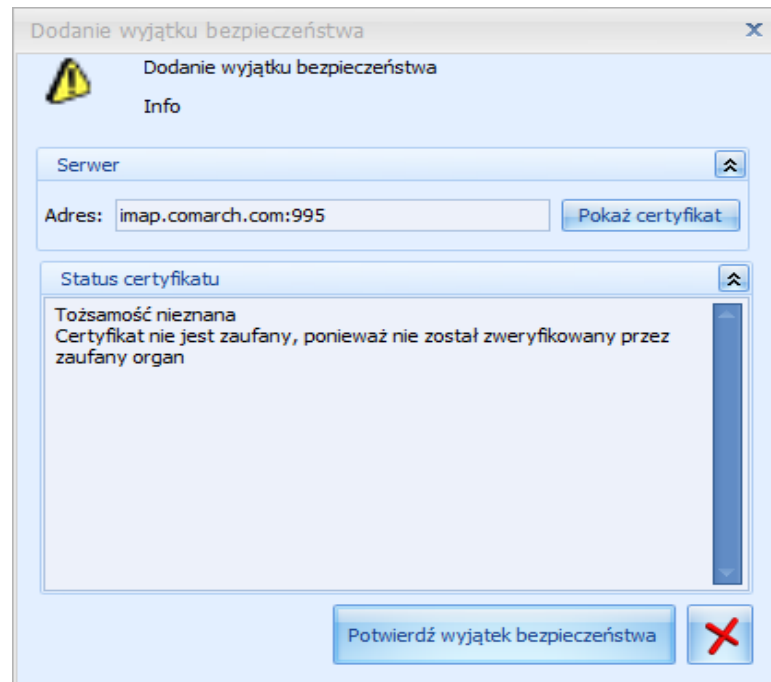 Dodanie wyjątku bezpieczeństwa
Dodanie wyjątku bezpieczeństwa
Info
Serwer
Adres: imap.comarch.com:995 Pokaż certyfikat
Status certyfikatu
Tożsamość nieznana
Certyfikat nie jest zaufany, ponieważ nie został zweryfikowany przez
zaufany organ
Potwierdź wyjątek bezpieczeństwa